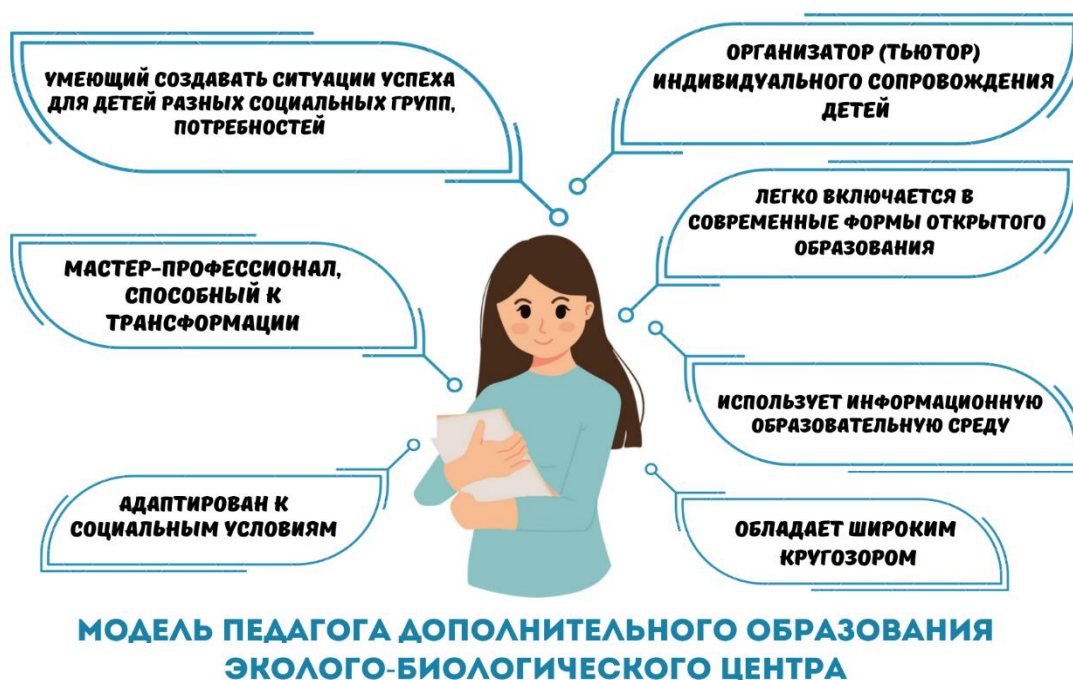 УМЕЮЩИЙ СОЗДАВАТЬ СИТУАЦИИ УСПЕХА
ДЛЯ ДЕТЕЙ РАЗНЫХ СОЦИАЛЬНЫХ ГРУПП,
ПОТРЕБНОСТЕЙ
ОРГАНИЗАТОР (ТЬЮТОР)
ИНДИВИДУАЛЬНОГО СОПРОВОЖДЕНИЯ
ДЕТЕЙ
МАСТЕР-ПРОФЕССИОНАЛ,
СПОСОБНЫЙ К
ТРАНСФОРМАЦИИ
ЛЕГКО ВКЛЮЧАЕТСЯ В
СОВРЕМЕННЫЕ ФОРМЫ ОТКРЫТОГО
ОБРАЗОВАНИЯ
ИСПОЛЬЗУЕТ ИНФОРМАЦИОННУЮ
ОБРАЗОВАТЕЛЬНУЮ СРЕДУ
АДАПТИРОВАН К
СОЦИАЛЬНЫМ УСЛОВИЯМ
ОБЛАДАЕТ ШИРОКИМ
КРУГОЗОРОМ
МОДЕЛЬ ПЕДАГОГА ДОПОЛНИТЕЛЬНОГО ОБРАЗОВАНИЯ
ЭКОЛОГО-БИОЛОГИЧЕСКОГО ЦЕНТРА